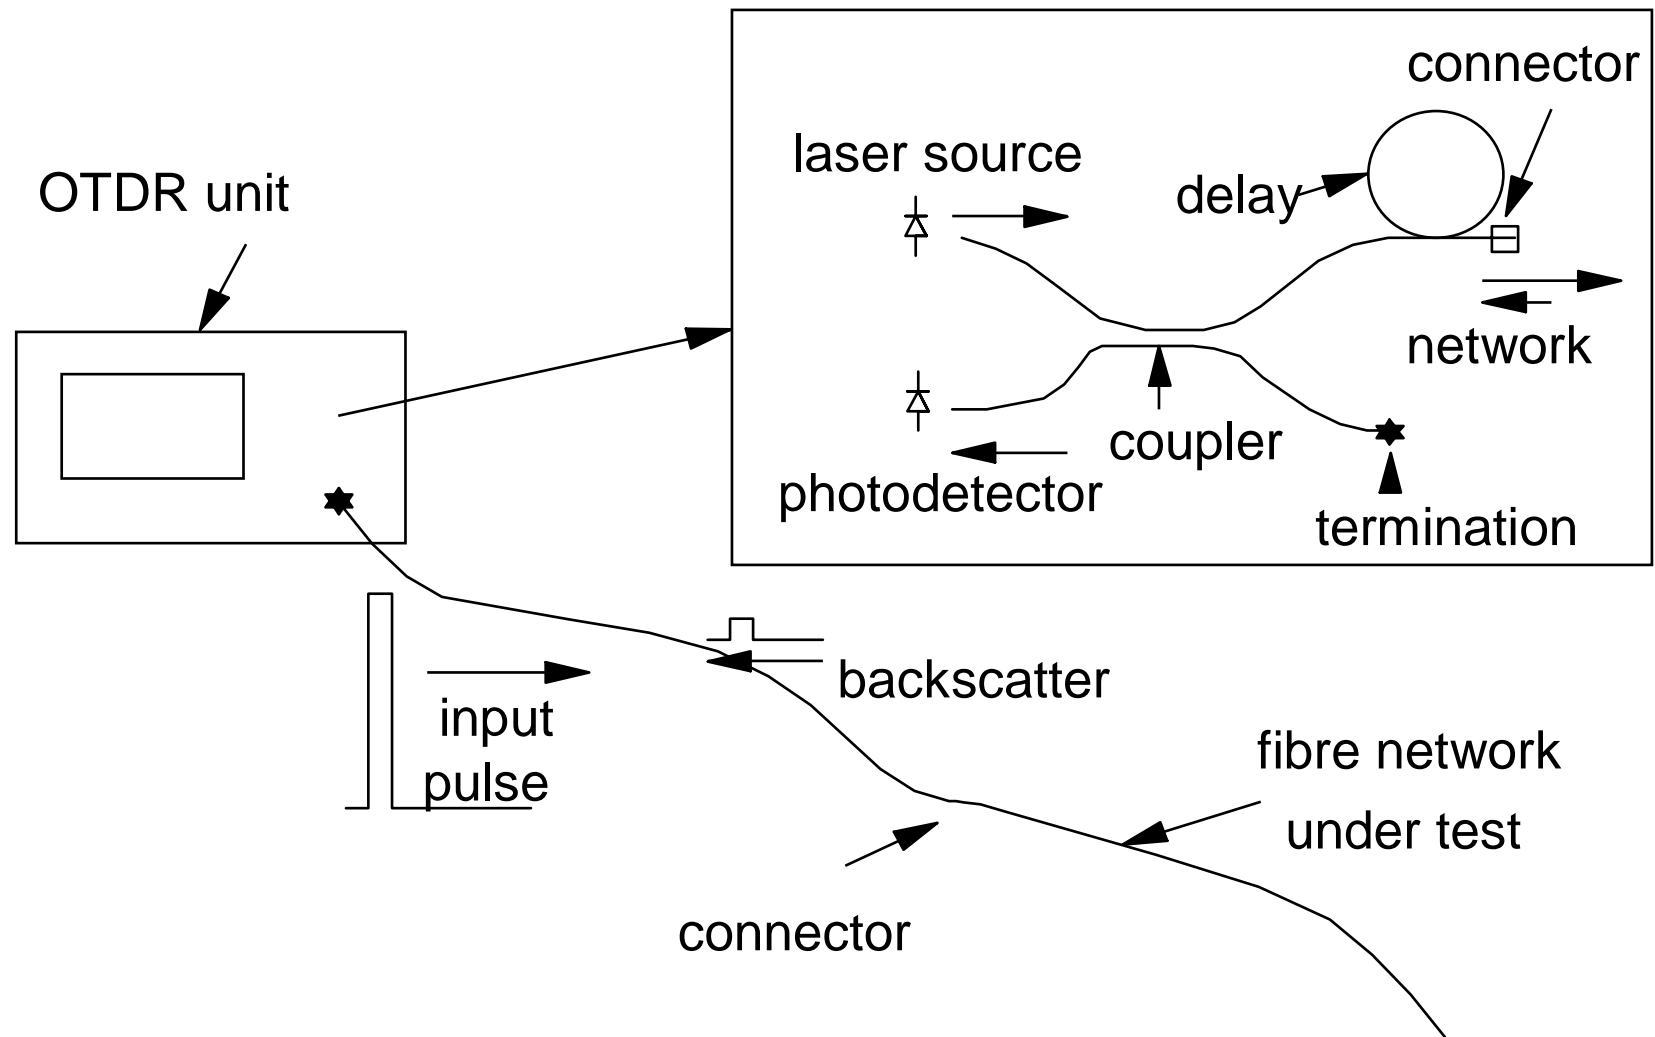 connector
laser source
delay
OTDR unit
network
coupler
photodetector
termination
backscatter
input
pulse
fibre network
under test
connector